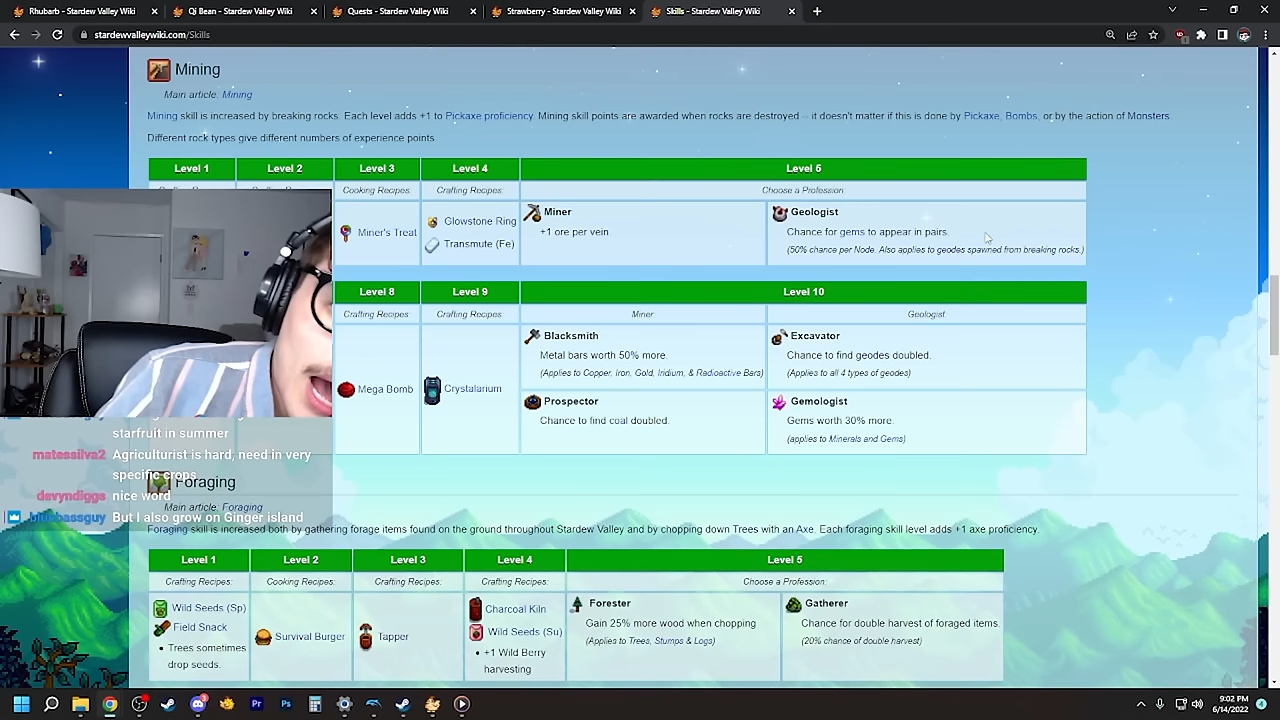 Rhubarb - Stardew Valley Wiki
Qi Bean - Stardew Valley Wiki
Quests - Stardew Valley Wiki
Strawberry - Stardew Valley Wiki
Skills - Stardew Valley Wiki
stardewvalleywiki.com/Skills
Mining
Main article: Mining
Mining skill is increased by breaking rocks. Each level adds +1 to Pickaxe proficiency. Mining skill points are awarded when rocks are destroyed -- it doesn't matter if this is done by Pickaxe, Bombs, or by the action of Monsters
Different rock types give different numbers of experience points
Level 1
Level 2
Level 3
Level 4
Level 5
Cooking Recipes:
Crafting Recipes:
Choose a Profession:
Miner's Treat
Glowstone Ring
Transmute (Fe)
Miner
+1 ore per vein.
Geologist
Chance for gems to appear in pairs.
(50% chance per Node. Also applies to geodes spawned from breaking rocks.)
Level 8
Level 9
Level 10
Crafting Recipes:
Crafting Recipes:
Miner:
Geologist:
Mega Bomb
Crystalarium
Blacksmith
Metal bars worth 50% more.
(Applies to Copper, Iron, Gold, Iridium, & Radioactive Bars)
Excavator
Chance to find geodes doubled.
(Applies to all 4 types of geodes)
Prospector
Chance to find coal doubled.
Gemologist
Gems worth 30% more.
(applies to Minerals and Gems)
starfruit in summer
matessilva2 Agriculturist is hard, need in very
specific crops
devyndiggs nice word
bluebassguy But I also grow on Ginger island
Foraging
Main article: Foraging
Foraging skill is increased both by gathering forage items found on the ground throughout Stardew Valley and by chopping down Trees with an Axe. Each foraging skill level adds +1 axe proficiency.
Level 1
Level 2
Level 3
Level 4
Level 5
Crafting Recipes:
Cooking Recipes:
Crafting Recipes:
Crafting Recipes:
Choose a Profession:
Wild Seeds (Sp)
Field Snack
Trees sometimes
drop seeds.
Survival Burger
Tapper
Charcoal Kiln
Wild Seeds (Su)
+1 Wild Berry
harvesting
Forester
Gain 25% more wood when chopping
(Applies to Trees, Stumps & Logs)
Gatherer
Chance for double harvest of foraged items.
(20% chance of double harvest)
9:02 PM
6/14/2022